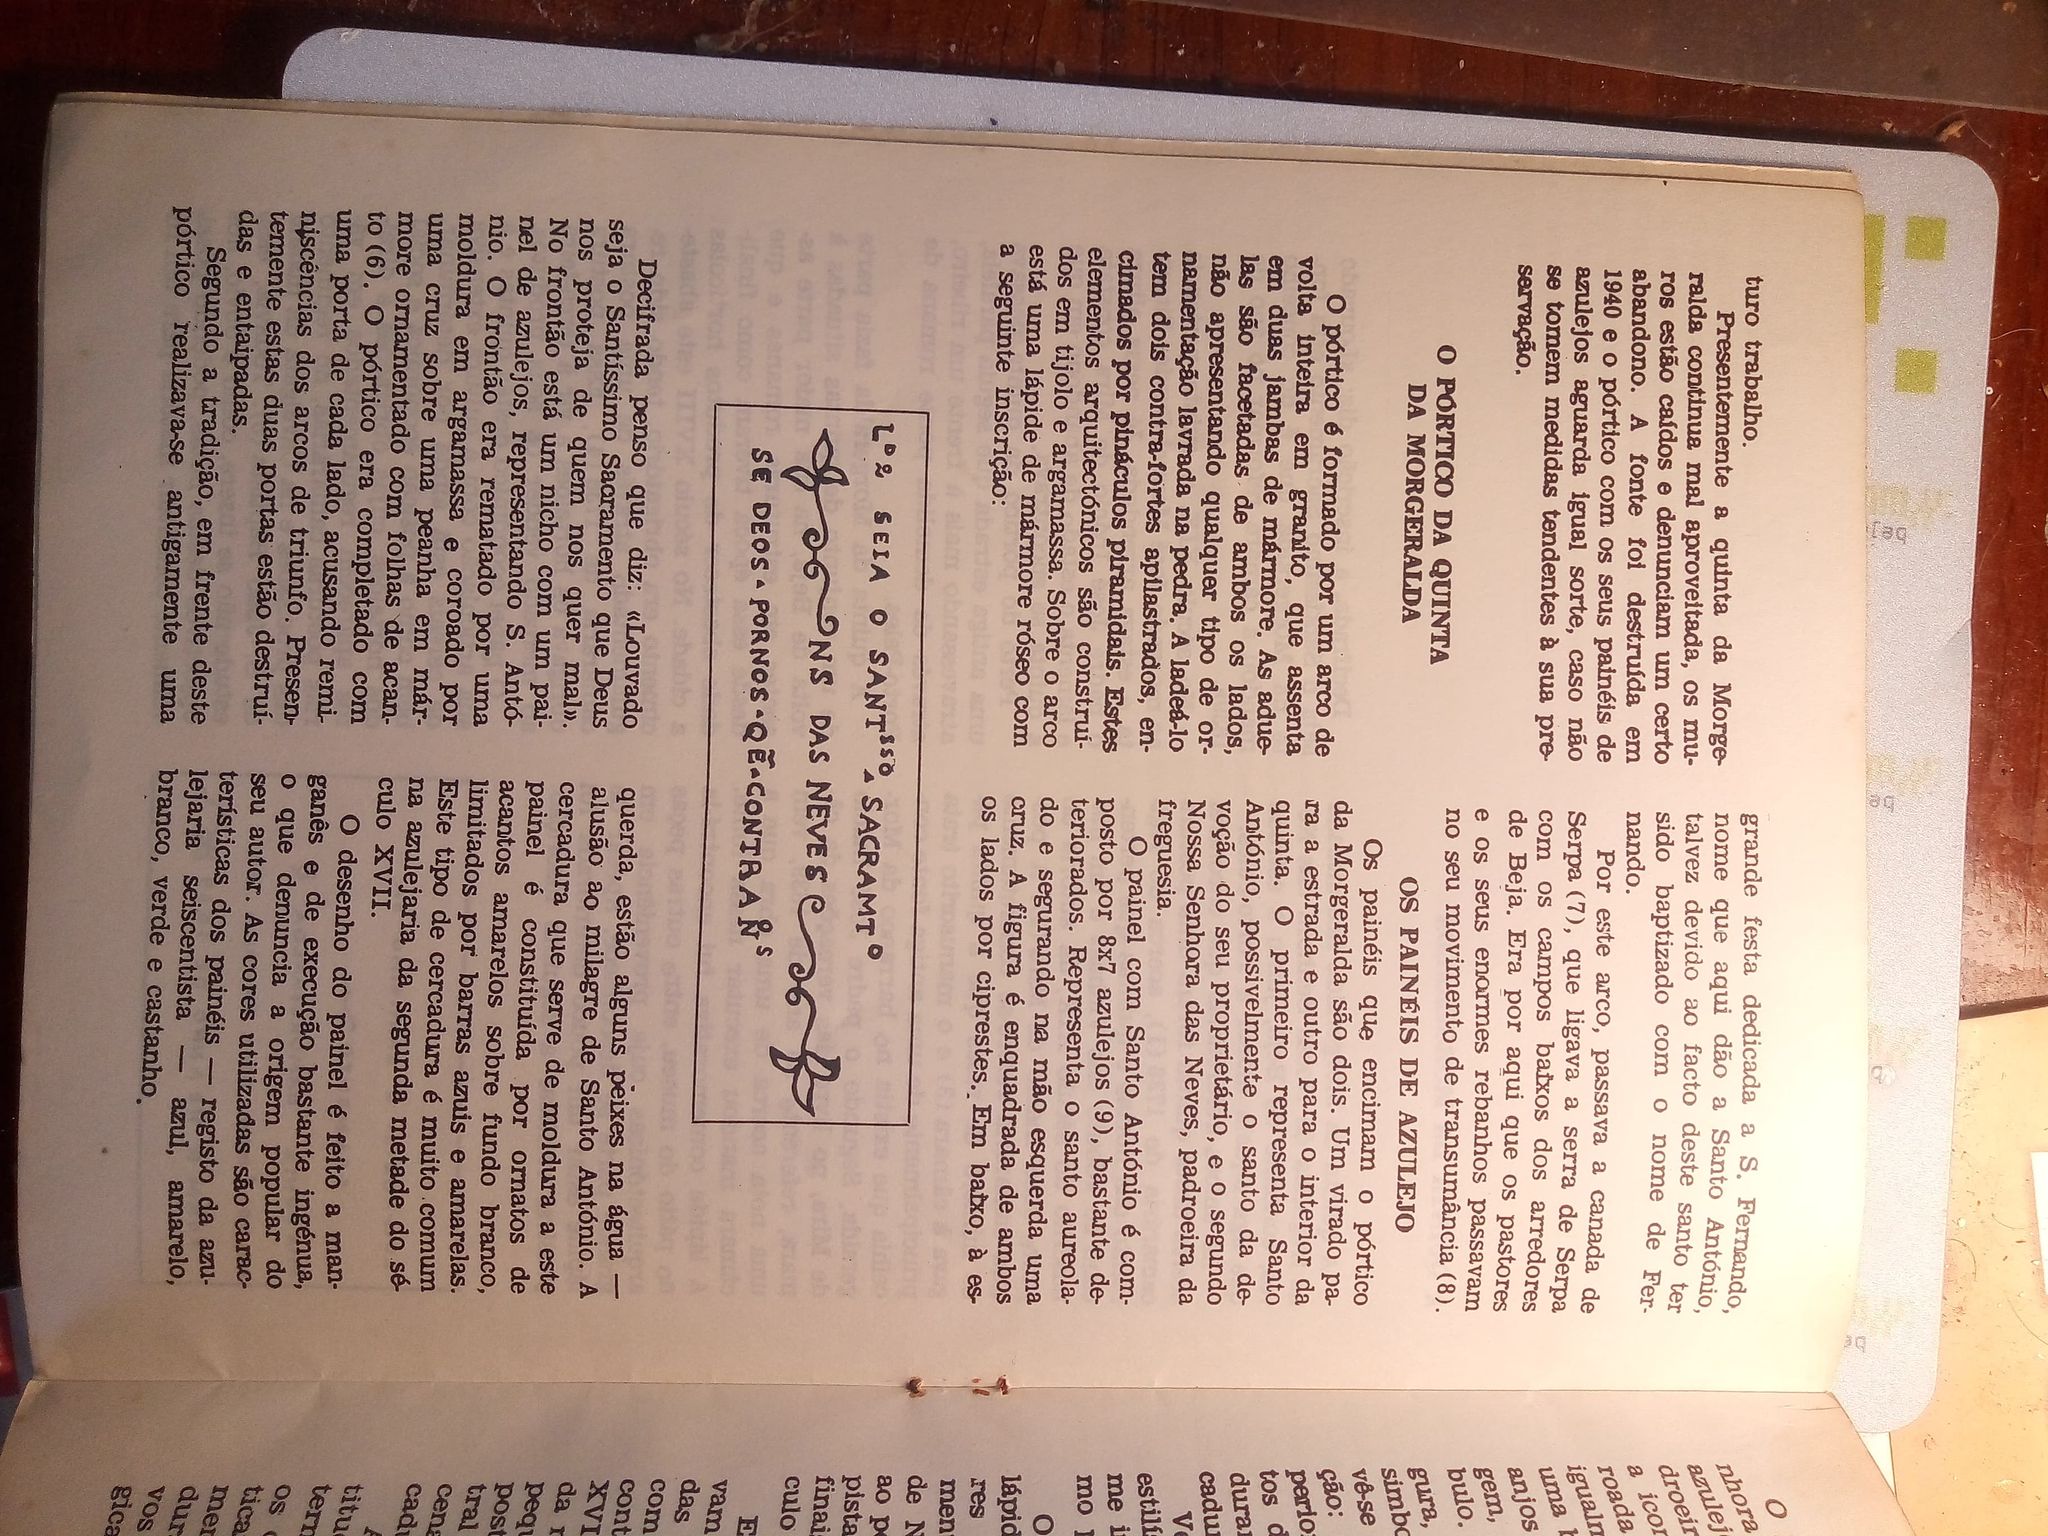 turo trabalho.
Presentemente a quinta da Morge-
ralda continua mal aproveitada, os mu-
ros estão caídos e denunciam um certo
abandono. A fonte foi destruída em
1940 e o pórtico com os seus painéis de
azulejos aguarda igual sorte, caso não
se tomem medidas tendentes à sua pre-
servação.
O PÓRTICO DA QUINTA
DA MORGERALDA
O pórtico é formado por um arco de
volta inteira em granito, que assenta
em duas jambas de mármore. As adue-
las são facetadas de ambos os lados,
não apresentando qualquer tipo de or-
namentação lavrada na pedra. A ladeá-lo
tem dois contra-fortes apilastrados, en-
cimados por pináculos piramidais. Estes
elementos arquitectónicos são construí-
dos em tijolo e argamassa. Sobre o arco
está uma lápide de mármore róseo com
a seguinte inscrição:
SEIA O SANTssо SACRAMTo
NS DAS NEVES
SE DEOS PORNOS QẼ CONTRA Ñs
Decifrada penso que diz: «Louvado
seja o Santíssimo Sacramento que Deus
nos proteja de quem nos quer mal».
No frontão está um nicho com um pai-
nel de azulejos, representando S. Antó-
nio. O frontão era rematado por uma
moldura em argamassa e coroado por
uma cruz sobre uma peanha em már-
more ornamentado com folhas de acan-
to (6). O pórtico era completado com
uma porta de cada lado, acusando remi-
niscências dos arcos de triunfo. Presen-
temente estas duas portas estão destruí-
das e entaipadas.
Segundo a tradição, em frente deste
pórtico realizava-se antigamente uma
grande festa dedicada a S. Fernando,
nome que aqui dão a Santo António,
talvez devido ao facto deste santo ter
sido baptizado com o nome de Fer-
nando.
Por este arco, passava a canada de
Serpa (7), que ligava a serra de Serpa
com os campos baixos dos arredores
de Beja. Era por aqui que os pastores
e os seus enormes rebanhos passavam
no seu movimento de transumância (8).
OS PAINÉIS DE AZULEJO
Os painéis que encimam o pórtico
da Morgeralda são dois. Um virado pa-
ra a estrada e outro para o interior da
quinta. O primeiro representa Santo
António, possivelmente o santo da de-
voção do seu proprietário, e o segundo
Nossa Senhora das Neves, padroeira da
freguesia.
O painel com Santo António é com-
posto por 8x7 azulejos (9), bastante de-
teriorados. Representa o santo aureola-
do e segurando na mão esquerda uma
cruz. A figura é enquadrada de ambos
os lados por ciprestes. Em baixo, à es-
querda, estão alguns peixes na água —
alusão ao milagre de Santo António. A
cercadura que serve de moldura a este
painel é constituída por ornatos de
acantos amarelos sobre fundo branco,
limitados por barras azuis e amarelas.
Este tipo de cercadura é muito comum
na azulejaria da segunda metade do sé-
culo XVII.
O desenho do painel é feito a man-
ganês e de execução bastante ingénua,
o que denuncia a origem popular do
seu autor. As cores utilizadas são carac-
terísticas dos painéis — registo da azu-
lejaria seiscentista — azul, amarelo,
branco, verde e castanho.